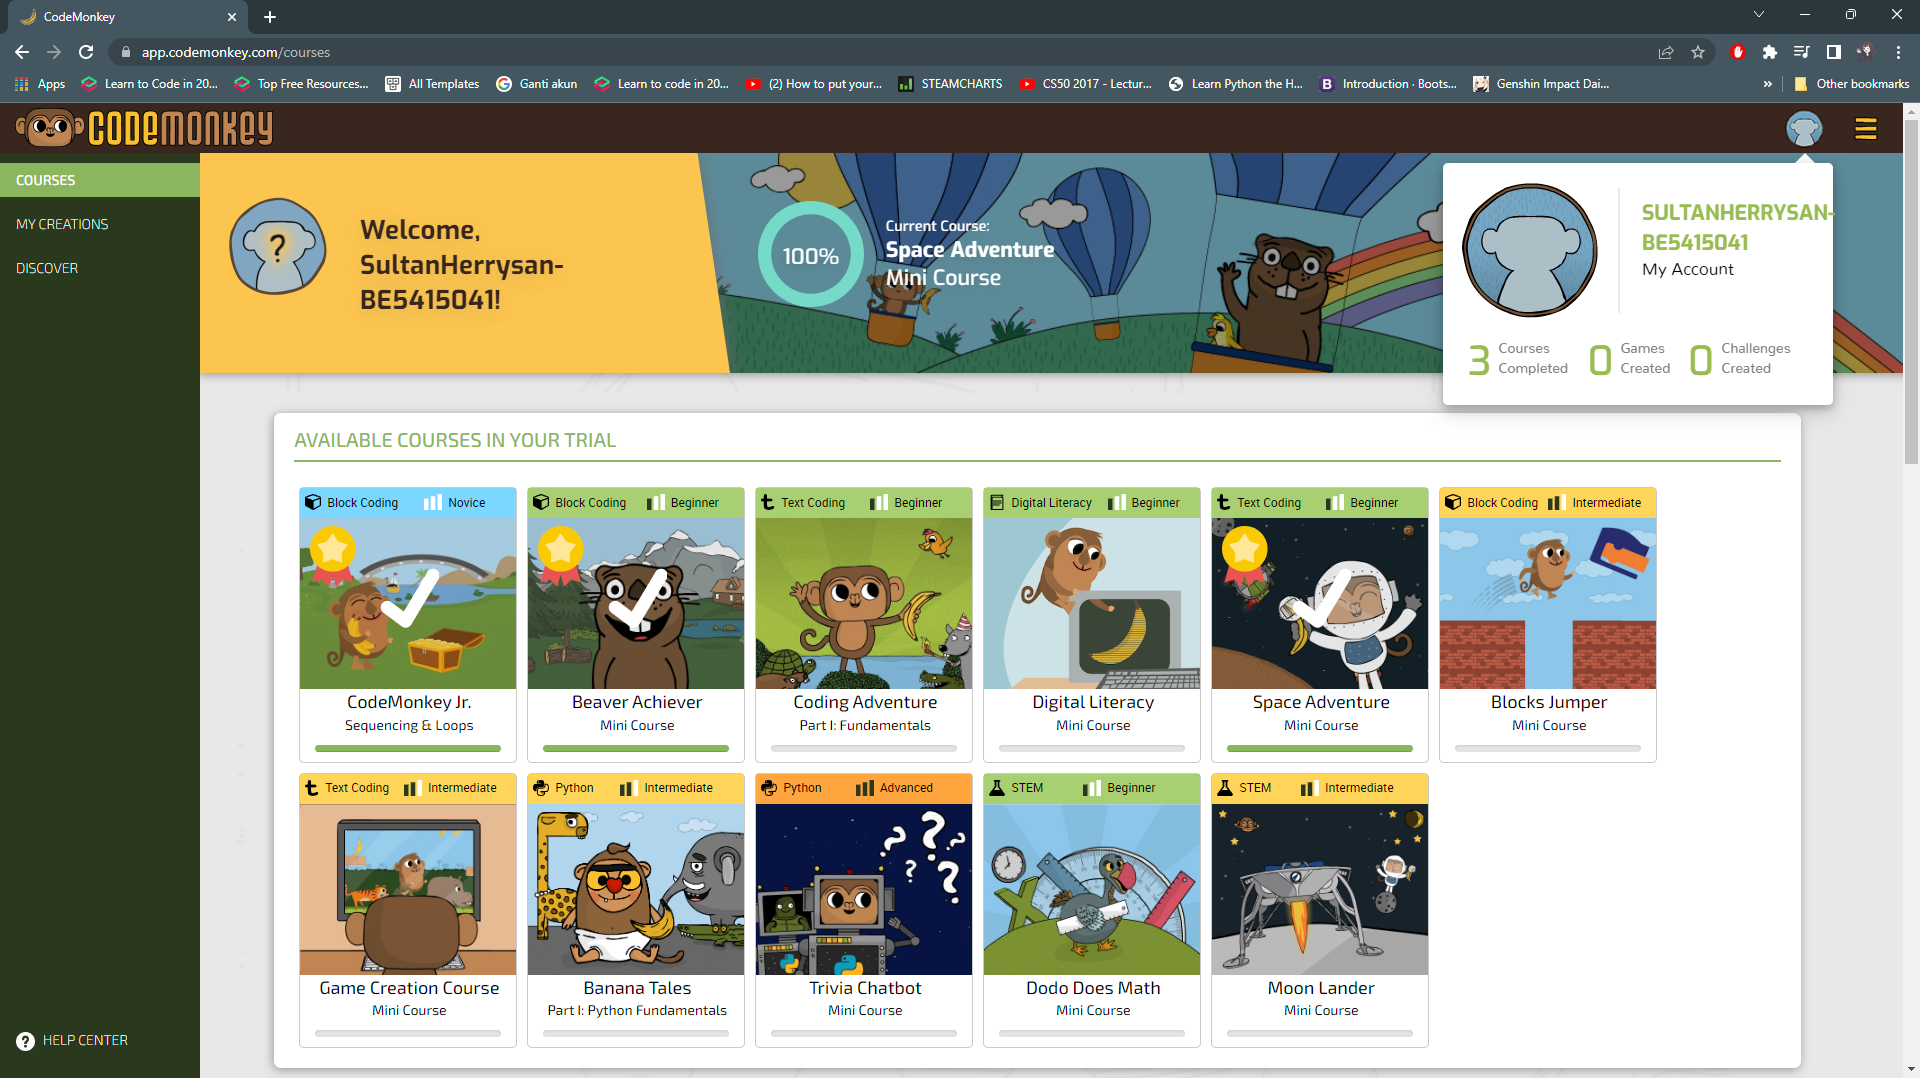 CodeMonkey
app.codemonkey.com/courses
Apps
Learn to Code in 20...
Top Free Resources...
All Templates
Ganti akun
Learn to code in 20...
(2) How to put your...
STEAMCHARTS
CS50 2017 - Lectur...
Learn Python the H...
B
Introduction · Boots...
Genshin Impact Dai...
»
Other bookmarks
CODEMONKEY
COURSES
MY CREATIONS
DISCOVER
HELP CENTER
?
Welcome,
SultanHerrysan-
BE5415041!
100%
Current Course:
Space Adventure
Mini Course
SULTANHERRYSAN-
BE5415041
My Account
3 Courses
Completed
0 Games
Created
0 Challenges
Created
AVAILABLE COURSES IN YOUR TRIAL
Block Coding Novice
CodeMonkey Jr.
Sequencing & Loops
Block Coding Beginner
Beaver Achiever
Mini Course
Text Coding Beginner
Coding Adventure
Part I: Fundamentals
Digital Literacy Beginner
Digital Literacy
Mini Course
Text Coding Beginner
Space Adventure
Mini Course
Block Coding Intermediate
Blocks Jumper
Mini Course
Text Coding Intermediate
Game Creation Course
Mini Course
Python Intermediate
Banana Tales
Part I: Python Fundamentals
Python Advanced
? ? ? ? ?
Trivia Chatbot
Mini Course
STEM Beginner
Dodo Does Math
Mini Course
STEM Intermediate
Moon Lander
Mini Course